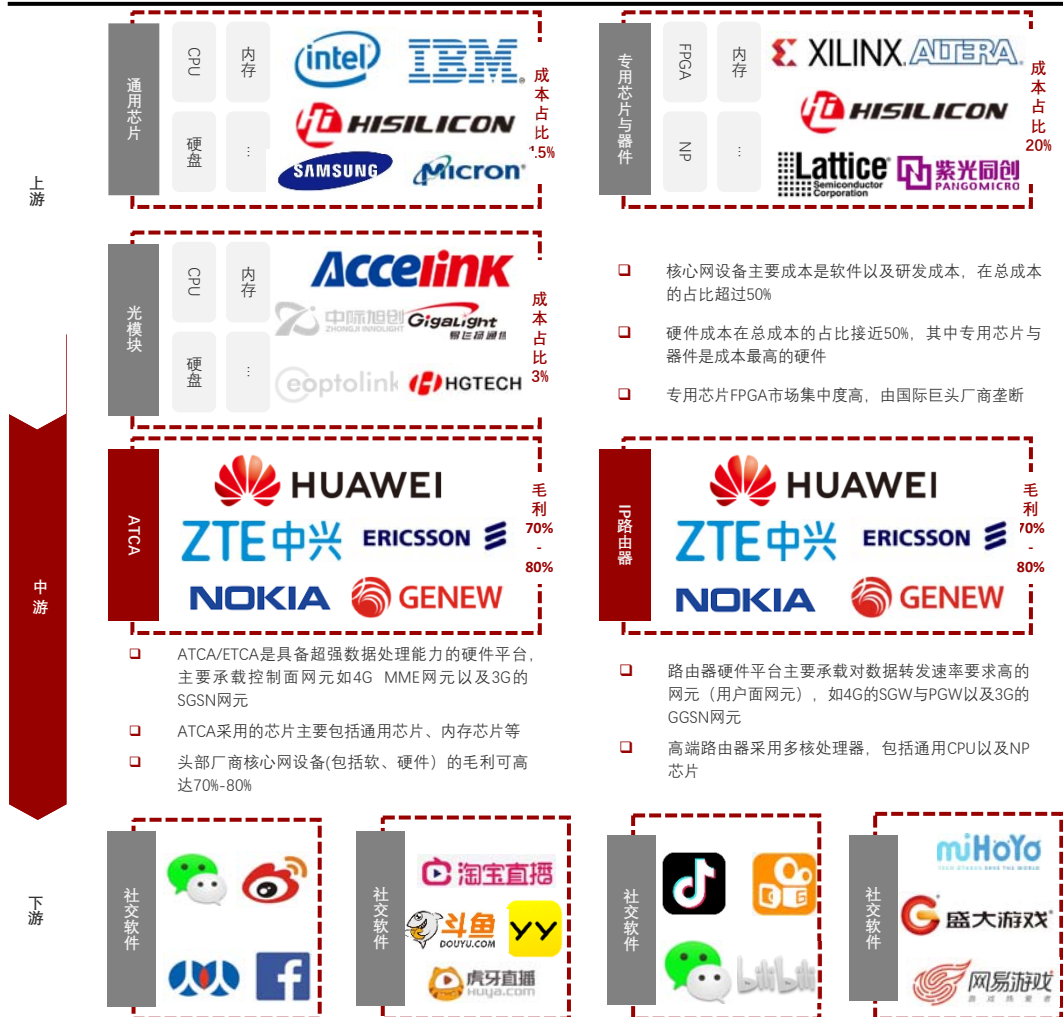 上游
通用芯片
CPU
内存
硬盘
...
intel
IBM
HISILICON
SAMSUNG
Micron
成本占比
15%
专用芯片与器件
FPGA
内存
NP
...
XILINX
ALTERA
HISILICON
Lattice
Semiconductor
Corporation
紫光同创
PANGOMICRO
成本占比
20%
光模块
CPU
内存
硬盘
...
Accelink
中际旭创
ZHONGJI INNOLIGHT
Gigalight
易飞扬通信
eoptolink
HGTECH
成本占比
3%
核心网设备主要成本是软件以及研发成本，在总成本
的占比超过50%
硬件成本在总成本的占比接近50%，其中专用芯片与
器件是成本最高的硬件
专用芯片FPGA市场集中度高，由国际巨头厂商垄断
中游
ATCA
HUAWEI
ZTE中兴
ERICSSON
NOKIA
GENEW
毛利
70%
-
80%
IP路由器
HUAWEI
ZTE中兴
ERICSSON
NOKIA
GENEW
毛利
70%
-
80%
ATCA/ETCA是具备超强数据处理能力的硬件平台，
主要承载控制面网元如4G MME网元以及3G的
SGSN网元
ATCA采用的芯片主要包括通用芯片、内存芯片等
头部厂商核心网设备(包括软、硬件）的毛利可高
达70%-80%
路由器硬件平台主要承载对数据转发速率要求高的
网元（用户面网元），如4G的SGW与PGW以及3G的
GGSN网元
高端路由器采用多核处理器，包括通用CPU以及NP
芯片
下游
社交软件
社交软件
淘宝直播
斗鱼
DOUYU.COM
YY
虎牙直播
Huya.com
社交软件
bilibili
社交软件
miHoYo
TECH OTAKUS SAVE THE WORLD
盛大游戏
网易游戏
游戏热爱者